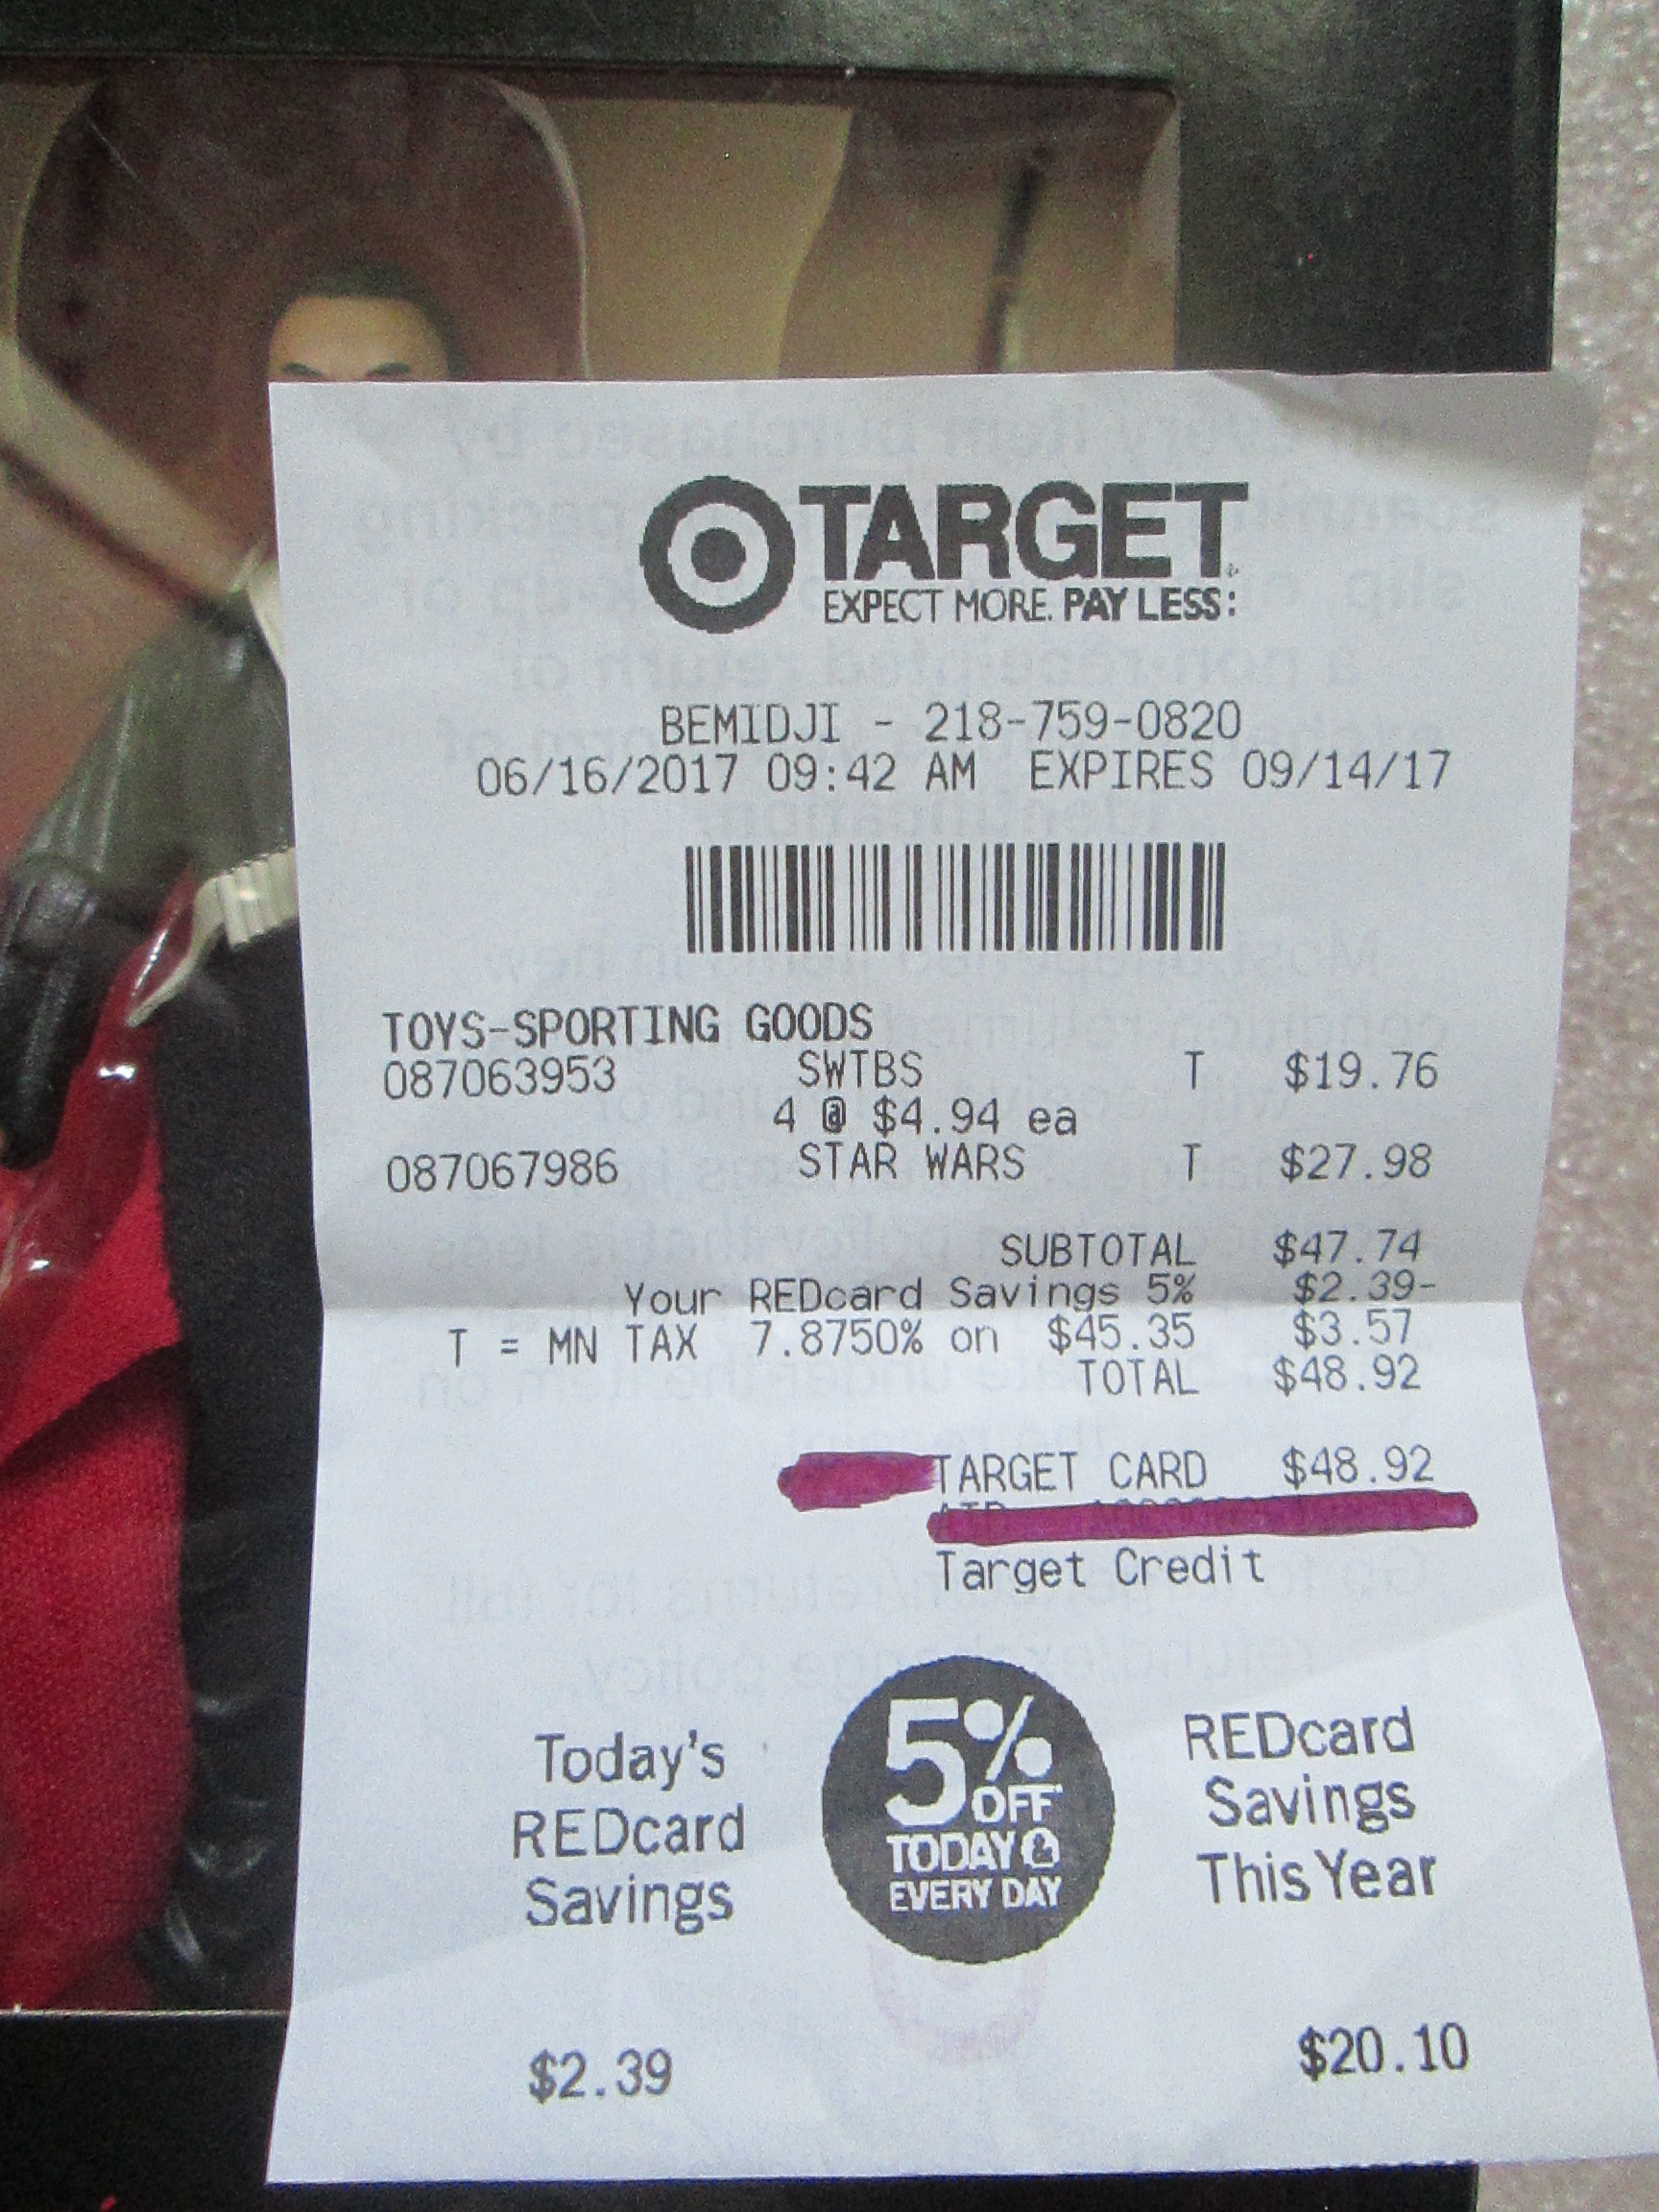 TARGET
EXPECT MORE. PAY LESS.
BEMIDJI - 218-759-0820
06/16/2017 09:42 AM EXPIRES 09/14/17
TOYS-SPORTING GOODS
087063953 SWTBS T $19.76
4 @ $4.94 ea
087067986 STAR WARS T $27.98
SUBTOTAL $47.74
Your REDcard Savings 5% $2.39-
T = MN TAX 7.8750% on $45.35 $3.57
TOTAL $48.92
TARGET CARD $48.92
Target Credit
Today's
REDcard
Savings
$2.39
5%
OFF
TODAY &
EVERY DAY
REDcard
Savings
This Year
$20.10